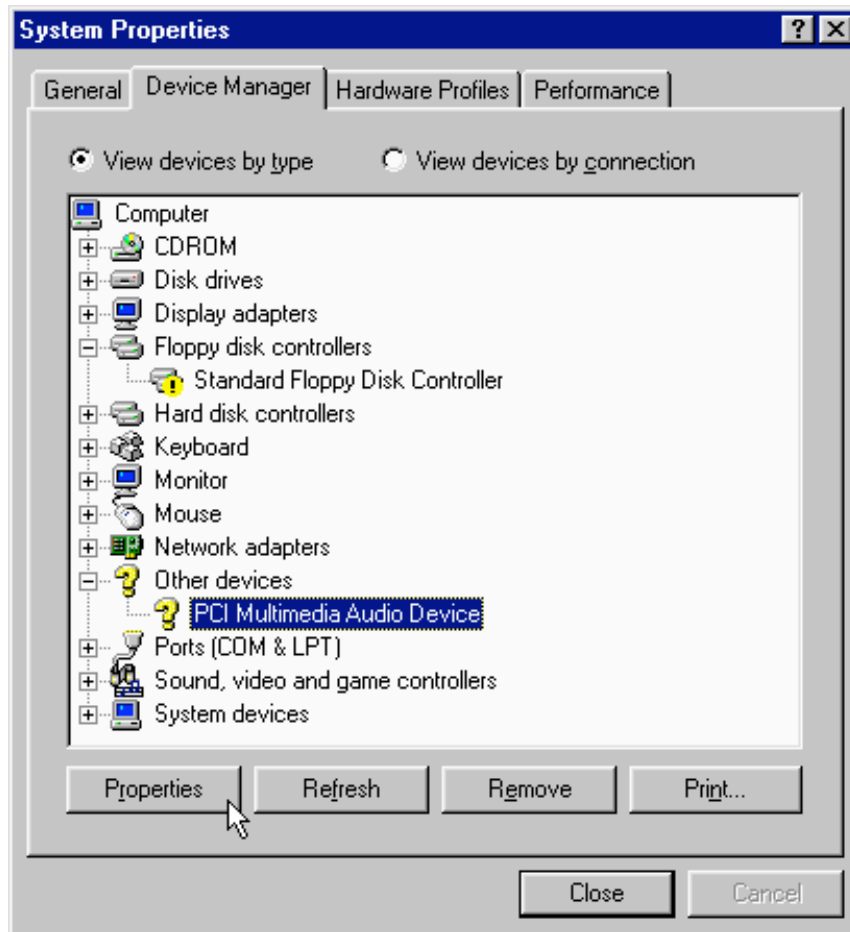 System Properties
General Device Manager Hardware Profiles Performance
View devices by type View devices by connection
Computer
CDROM
Disk drives
Display adapters
Floppy disk controllers
Standard Floppy Disk Controller
Hard disk controllers
Keyboard
Monitor
Mouse
Network adapters
Other devices
PCI Multimedia Audio Device
Ports (COM & LPT)
Sound, video and game controllers
System devices
Properties Refresh Remove Print...
Close Cancel